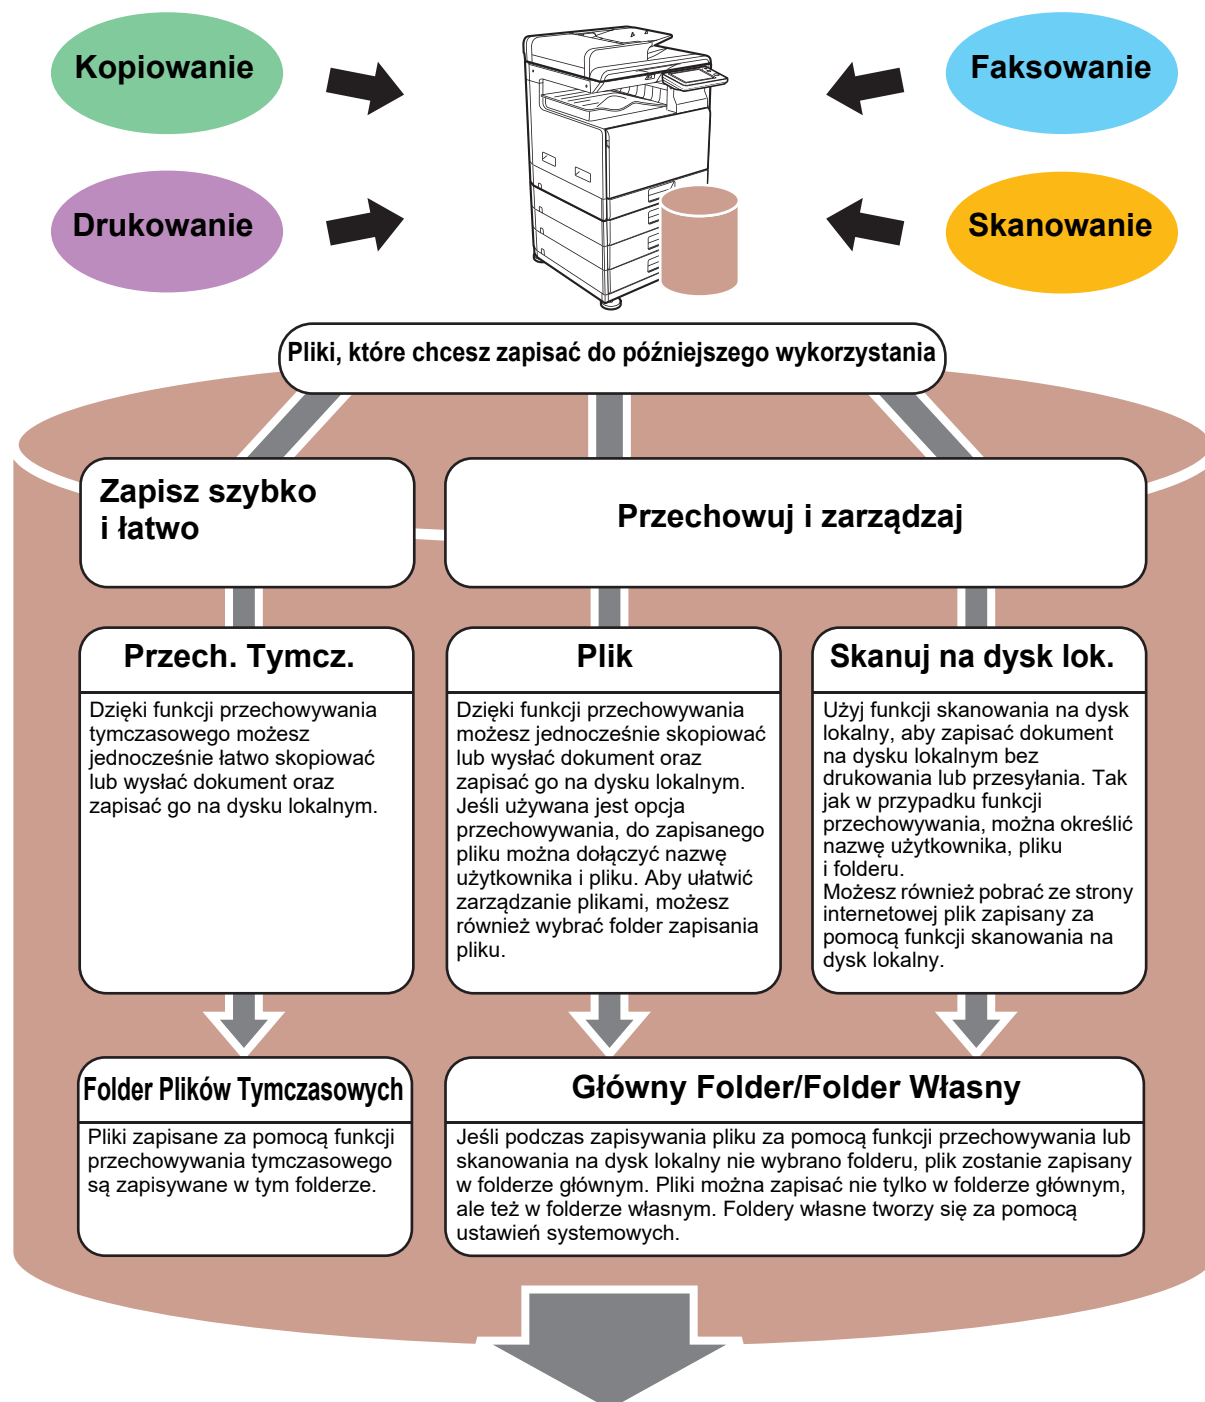 Kopiowanie
Faksowanie
Drukowanie
Skanowanie
Pliki, które chcesz zapisać do późniejszego wykorzystania
Zapisz szybko
i łatwo
Przechowuj i zarządzaj
Przech. Tymcz.
Dzięki funkcji przechowywania
tymczasowego możesz
jednocześnie łatwo skopiować
lub wysłać dokument oraz
zapisać go na dysku lokalnym.
Plik
Dzięki funkcji przechowywania
możesz jednocześnie skopiować
lub wysłać dokument oraz
zapisać go na dysku lokalnym.
Jeśli używana jest opcja
przechowywania, do zapisanego
pliku można dołączyć nazwę
użytkownika i pliku. Aby ułatwić
zarządzanie plikami, możesz
również wybrać folder zapisania
pliku.
Skanuj na dysk lok.
Użyj funkcji skanowania na dysk
lokalny, aby zapisać dokument
na dysku lokalnym bez
drukowania lub przesyłania. Tak
jak w przypadku funkcji
przechowywania, można określić
nazwę użytkownika, pliku
i folderu.
Możesz również pobrać ze strony
internetowej plik zapisany za
pomocą funkcji skanowania na
dysk lokalny.
Folder Plików Tymczasowych
Pliki zapisane za pomocą funkcji
przechowywania tymczasowego
są zapisywane w tym folderze.
Główny Folder/Folder Własny
Jeśli podczas zapisywania pliku za pomocą funkcji przechowywania lub
skanowania na dysk lokalny nie wybrano folderu, plik zostanie zapisany
w folderze głównym. Pliki można zapisać nie tylko w folderze głównym,
ale też w folderze własnym. Foldery własne tworzy się za pomocą
ustawień systemowych.